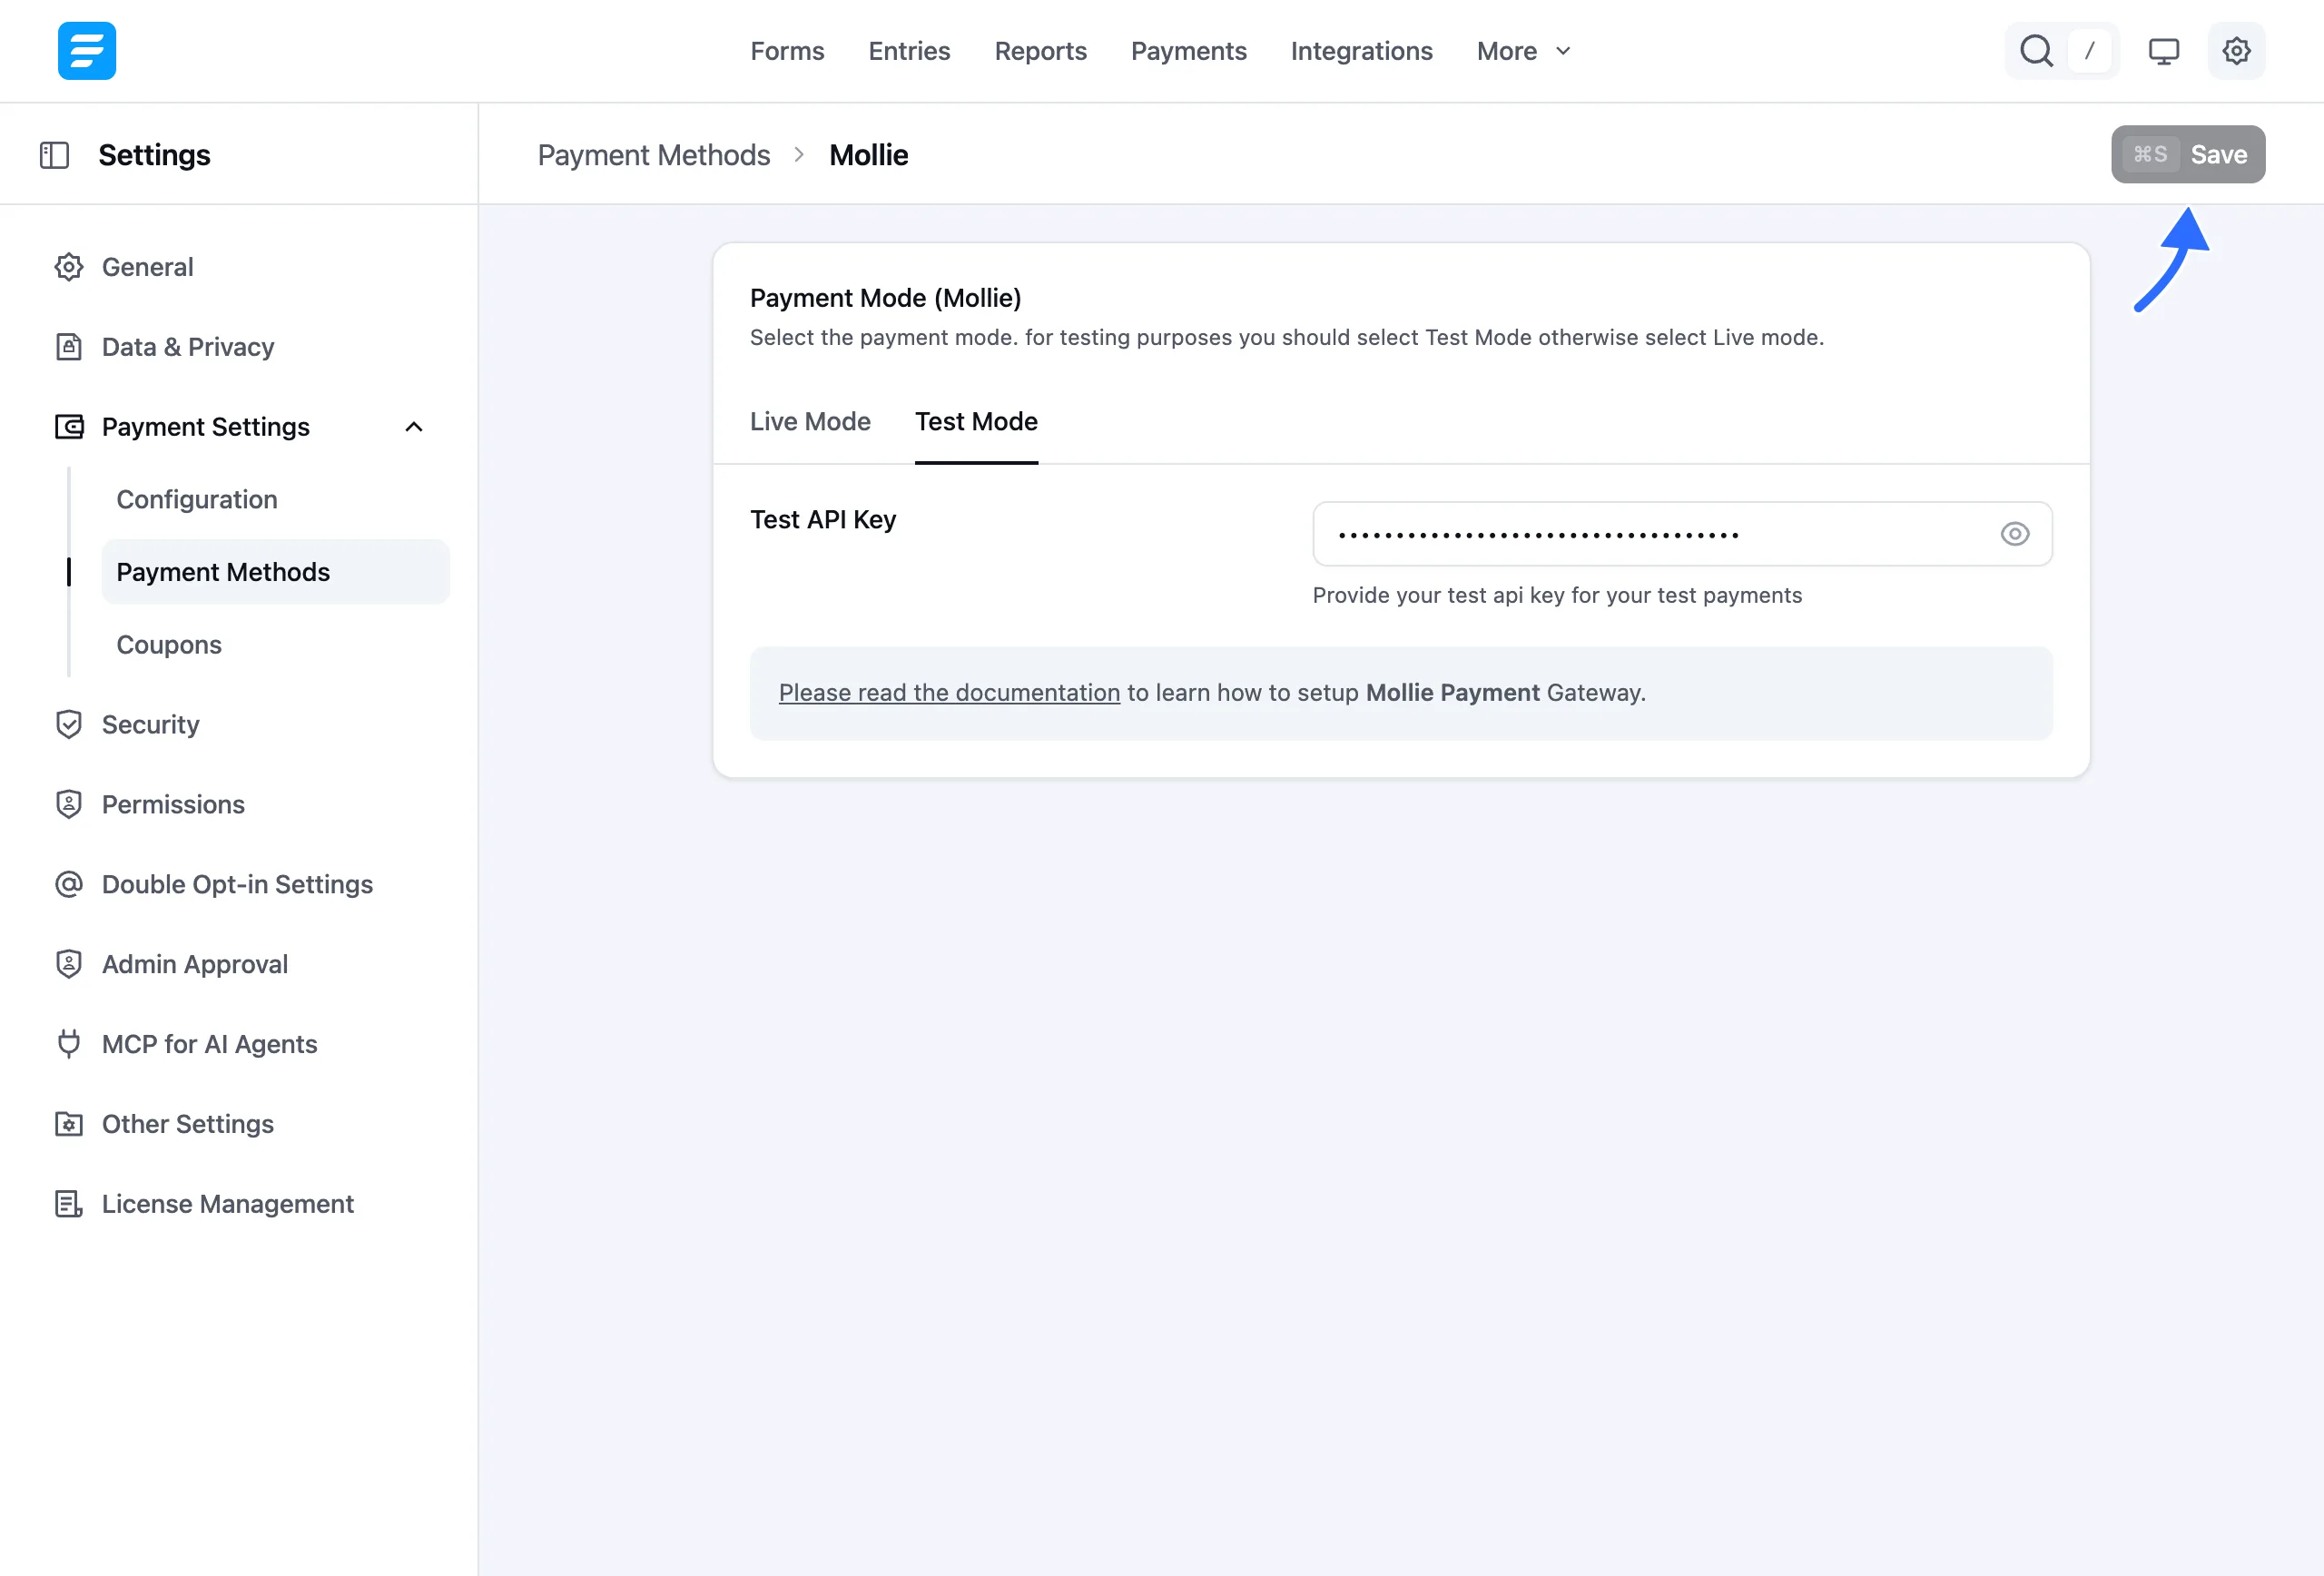 Forms Entries Reports Payments Integrations More /
Settings
Payment Methods > Mollie
⌘S Save
General
Data & Privacy
Payment Settings
Configuration
Payment Methods
Coupons
Security
Permissions
Double Opt-in Settings
Admin Approval
MCP for AI Agents
Other Settings
License Management
Payment Mode (Mollie)
Select the payment mode. for testing purposes you should select Test Mode otherwise select Live mode.
Live Mode Test Mode
Test API Key
Provide your test api key for your test payments
Please read the documentation to learn how to setup Mollie Payment Gateway.